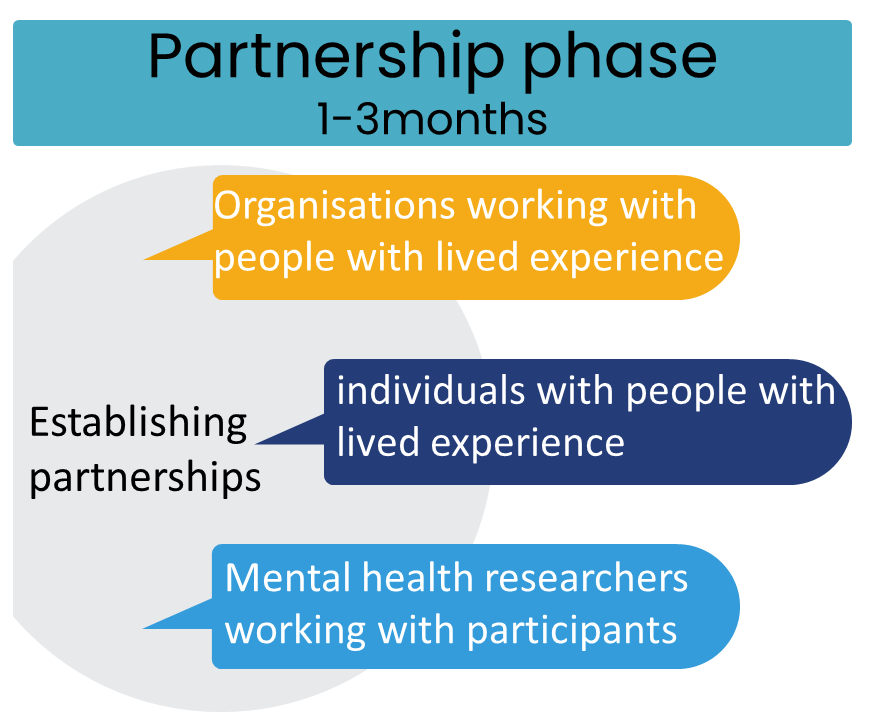 Partnership phase
1-3months
Organisations working with
people with lived experience
individuals with people with
lived experience
Establishing
partnerships
Mental health researchers
working with participants